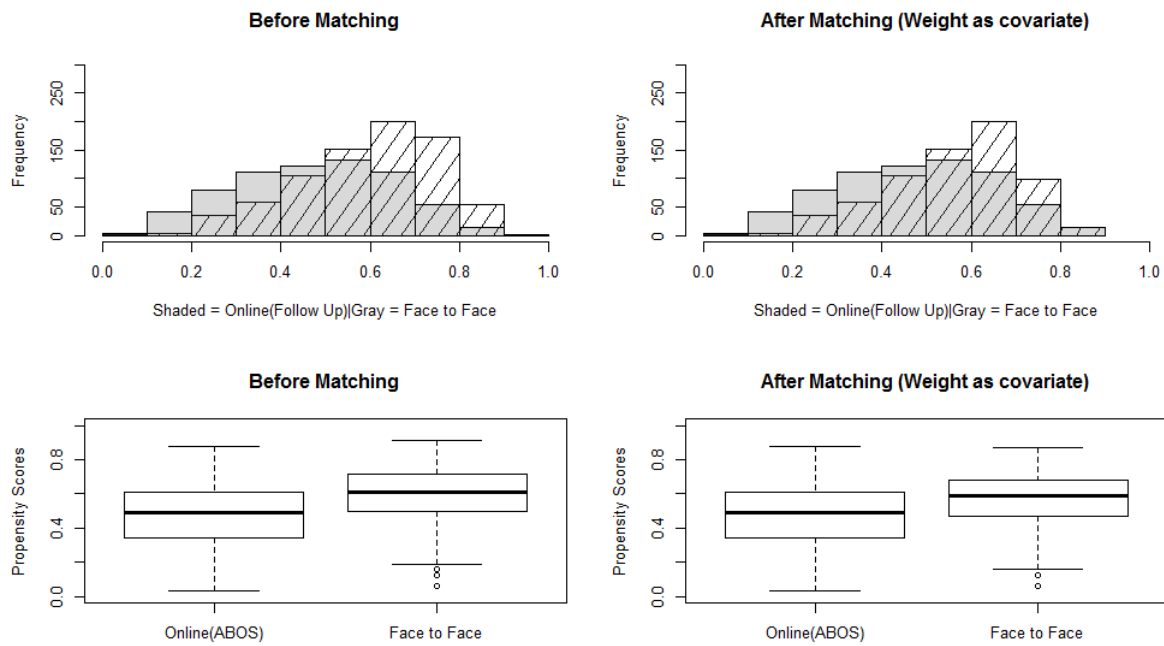 Before Matching
Frequency
0 50 150 250
0.0 0.2 0.4 0.6 0.8 1.0
Shaded = Online(Follow Up)|Gray = Face to Face
After Matching (Weight as covariate)
Frequency
0 50 150 250
0.0 0.2 0.4 0.6 0.8 1.0
Shaded = Online(Follow Up)|Gray = Face to Face
Before Matching
Propensity Scores
0.0 0.4 0.8
Online(ABOS) Face to Face
After Matching (Weight as covariate)
Propensity Scores
0.0 0.4 0.8
Online(ABOS) Face to Face